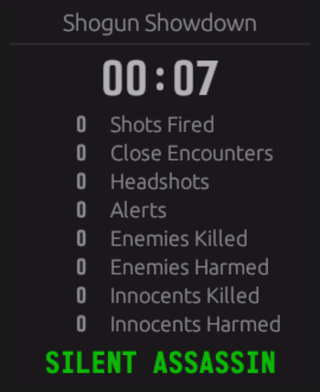 Shogun Showdown
00:07
0 Shots Fired
0 Close Encounters
0 Headshots
0 Alerts
0 Enemies Killed
0 Enemies Harmed
0 Innocents Killed
0 Innocents Harmed
SILENT ASSASSIN